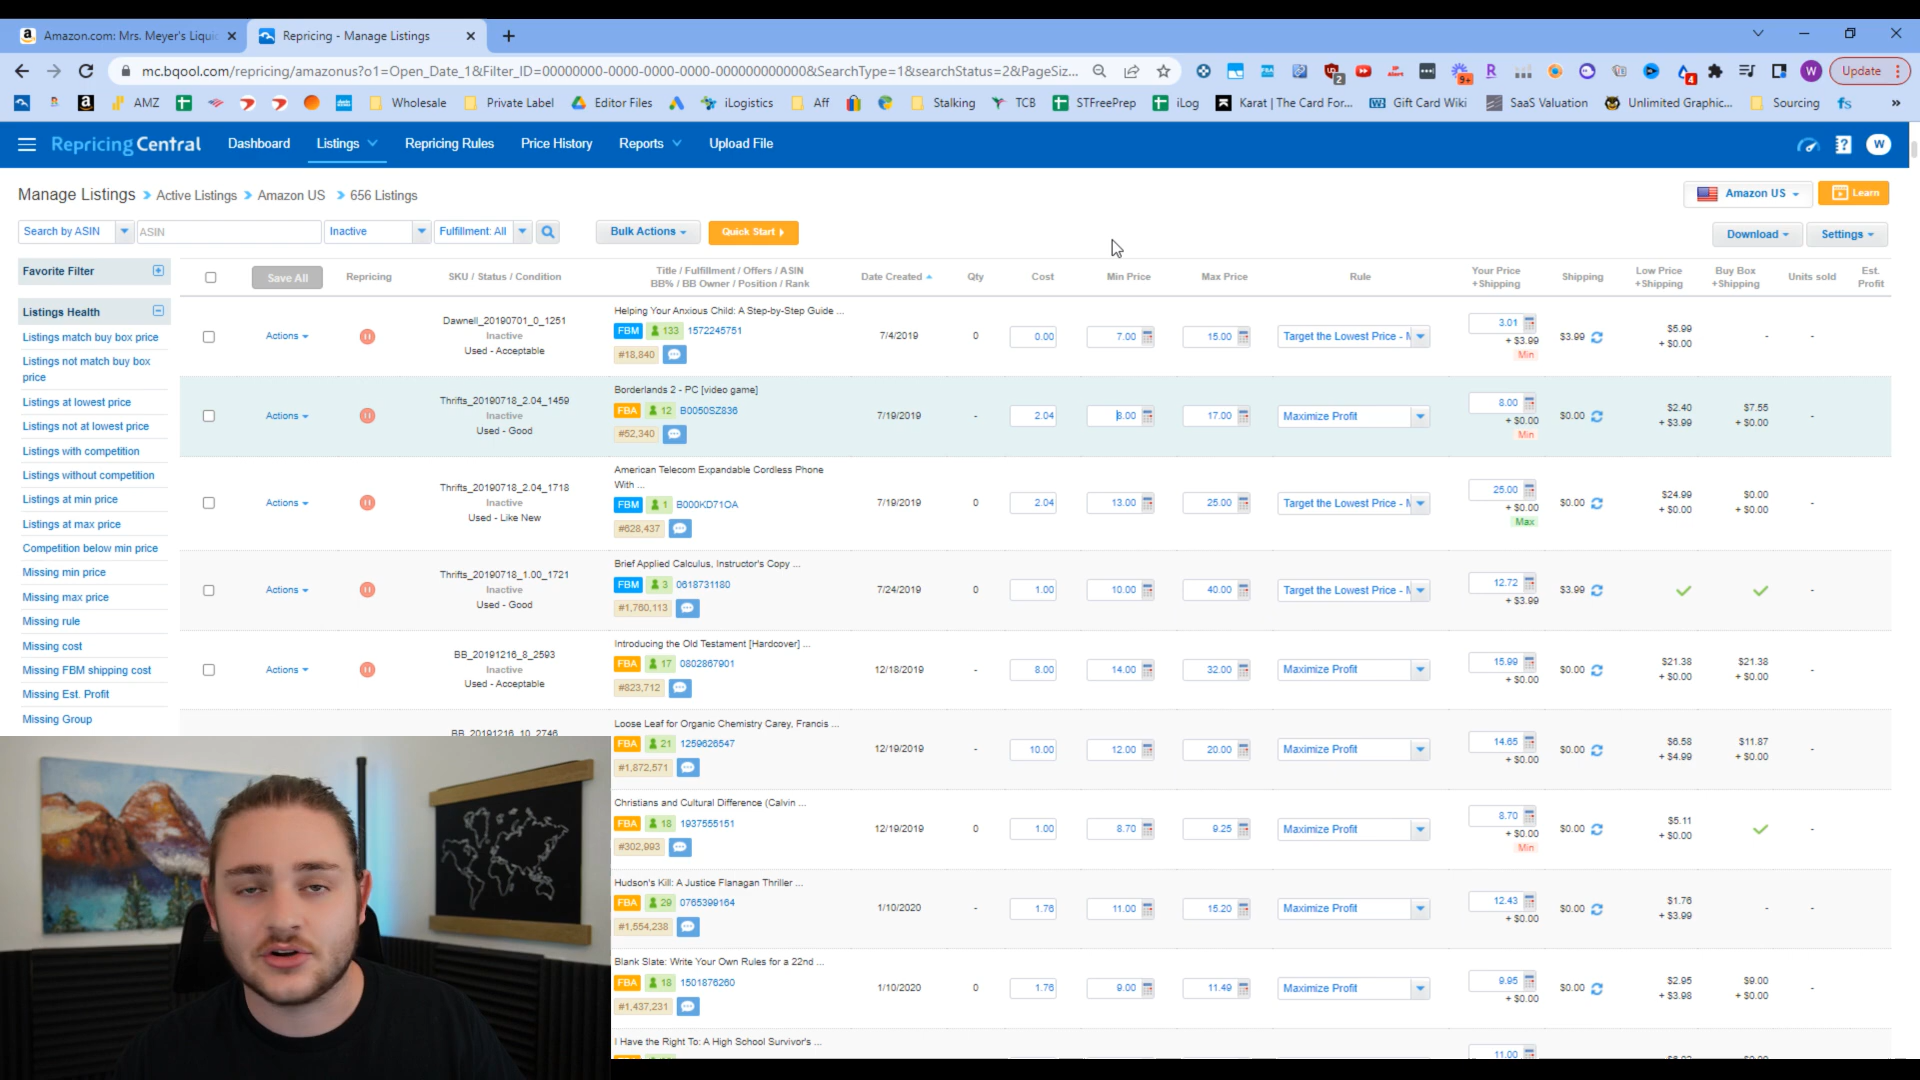 Amazon.com: Mrs. Meyer's Liquid
Repricing - Manage Listings
mc.bqool.com/repricing/amazonus?o1=Open_Date_1&Filter_ID=00000000-0000-0000-0000-000000000000&SearchType=1&searchStatus=2&PageSiz...
Update
AMZ
Wholesale
Private Label
Editor Files
iLogistics
Aff
Stalking
TCB
STFreePrep
iLog
Karat | The Card For...
Gift Card Wiki
SaaS Valuation
Unlimited Graphic...
Sourcing
Repricing Central
Dashboard
Listings
Repricing Rules
Price History
Reports
Upload File
W
Manage Listings > Active Listings > Amazon US > 656 Listings
Amazon US
Learn
Search by ASIN
ASIN
Inactive
Fulfillment: All
Bulk Actions
Quick Start
Download
Settings
Favorite Filter
Listings Health
Listings match buy box price
Listings not match buy box
price
Listings at lowest price
Listings not at lowest price
Listings with competition
Listings without competition
Listings at min price
Listings at max price
Competition below min price
Missing min price
Missing max price
Missing rule
Missing cost
Missing FBM shipping cost
Missing Est. Profit
Missing Group
Save All
Repricing
SKU / Status / Condition
Title / Fulfillment / Offers / ASIN
BB% / BB Owner / Position / Rank
Date Created
Qty
Cost
Min Price
Max Price
Rule
Your Price
+Shipping
Shipping
Low Price
+Shipping
Buy Box
+Shipping
Units sold
Est.
Profit
Actions
Dawnell_20190701_0_1251
Inactive
Used - Acceptable
Helping Your Anxious Child: A Step-by-Step Guide ...
FBM 133 1572245751
#18,840
7/4/2019
0
0.00
7.00
15.00
Target the Lowest Price - M
3.01
+ $3.99
Min
$3.99
$5.99
+ $0.00
-
-
Actions
Thrifts_20190718_2.04_1459
Inactive
Used - Good
Borderlands 2 - PC [video game]
FBA 12 B0050SZ836
#52,340
7/19/2019
-
2.04
8.00
17.00
Maximize Profit
8.00
+ $0.00
Min
$0.00
$2.40
+ $3.99
$7.55
+ $0.00
-
Actions
Thrifts_20190718_2.04_1718
Inactive
Used - Like New
American Telecom Expandable Cordless Phone
With ...
FBM 1 B000KD71OA
#628,437
7/19/2019
0
2.04
13.00
25.00
Target the Lowest Price - M
25.00
+ $0.00
Max
$0.00
$24.99
+ $0.00
$0.00
+ $0.00
-
Actions
Thrifts_20190718_1.00_1721
Inactive
Used - Good
Brief Applied Calculus, Instructor's Copy ...
FBM 3 0618731180
#1,760,113
7/24/2019
0
1.00
10.00
40.00
Target the Lowest Price - M
12.72
+ $3.99
$3.99
-
Actions
BB_20191216_8_2593
Inactive
Used - Acceptable
Introducing the Old Testament [Hardcover] ...
FBA 17 0802867901
#823,712
12/18/2019
-
8.00
14.00
32.00
Maximize Profit
15.99
+ $0.00
$0.00
$21.38
+ $0.00
$21.38
+ $0.00
-
BB_20191216_10_2746
Loose Leaf for Organic Chemistry Carey, Francis ...
FBA 21 1259626547
#1,872,571
12/19/2019
-
10.00
12.00
20.00
Maximize Profit
14.65
+ $0.00
$0.00
$6.58
+ $4.99
$11.87
+ $0.00
-
Christians and Cultural Difference (Calvin ...
FBA 18 1937555151
#302,993
12/19/2019
0
1.00
8.70
9.25
Maximize Profit
8.70
+ $0.00
Min
$0.00
$5.11
+ $0.00
-
Hudson's Kill: A Justice Flanagan Thriller ...
FBA 29 0765399164
#1,554,238
1/10/2020
-
1.76
11.00
15.20
Maximize Profit
12.43
+ $0.00
$0.00
$1.76
+ $3.99
-
-
Blank Slate: Write Your Own Rules for a 22nd ...
FBA 18 1501876260
#1,437,231
1/10/2020
0
1.76
9.00
11.49
Maximize Profit
9.95
+ $0.00
$0.00
$2.95
+ $3.98
$9.00
+ $0.00
-
I Have the Right To: A High School Survivor's ...
11.00